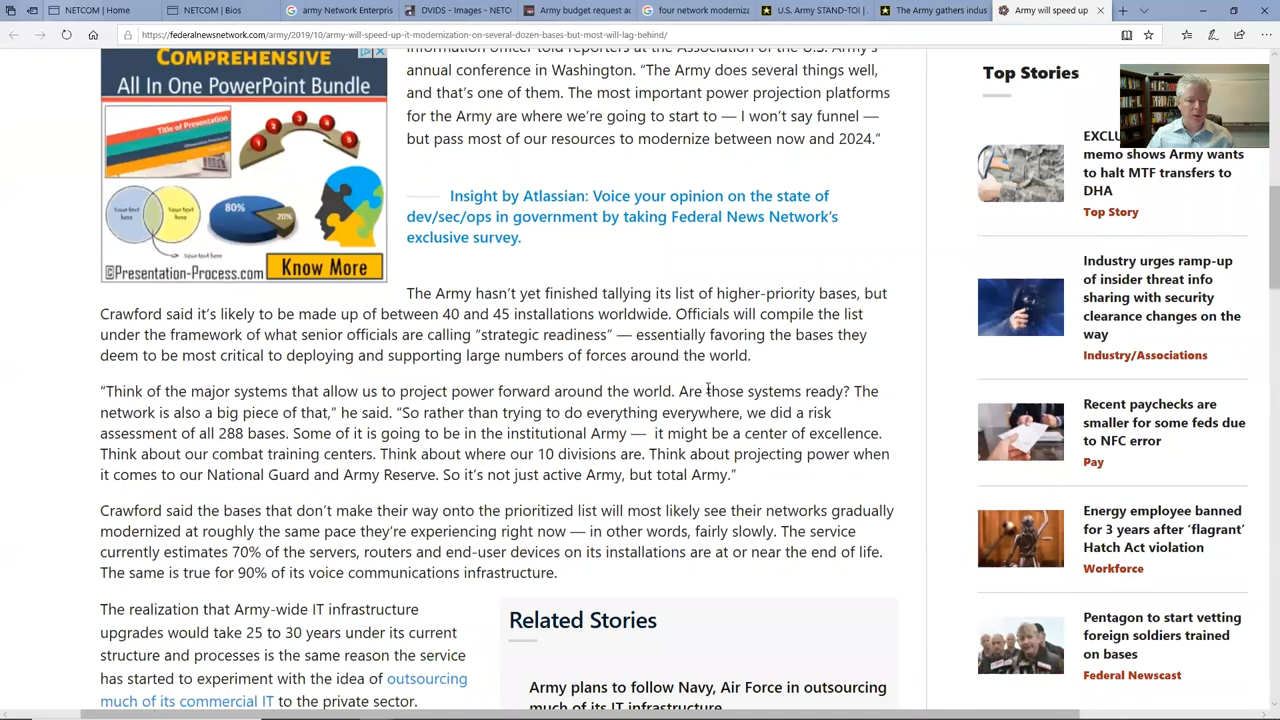 NETCOM | Home
NETCOM | Bios
army Network Enterpris
DVIDS - Images - NETCO
Army budget request ac
four network moderniza
U.S. Army STAND-TO! |
The Army gathers indus
Army will speed up
https://federalnewsnetwork.com/army/2019/10/army-will-speed-up-it-modernization-on-several-dozen-bases-but-most-will-lag-behind/
COMPREHENSIVE
All In One PowerPoint Bundle
Title of Presentation
1 2 3 4 5
Your text here
Your text here
80%
20%
Your text here
©Presentation-Process.com
Know More
information officer told reporters at the Association of the U.S. Army's
annual conference in Washington. “The Army does several things well,
and that's one of them. The most important power projection platforms
for the Army are where we're going to start to — I won't say funnel —
but pass most of our resources to modernize between now and 2024.”
Insight by Atlassian: Voice your opinion on the state of
dev/sec/ops in government by taking Federal News Network's
exclusive survey.
The Army hasn't yet finished tallying its list of higher-priority bases, but
Crawford said it's likely to be made up of between 40 and 45 installations worldwide. Officials will compile the list
under the framework of what senior officials are calling “strategic readiness” — essentially favoring the bases they
deem to be most critical to deploying and supporting large numbers of forces around the world.
“Think of the major systems that allow us to project power forward around the world. Are those systems ready? The
network is also a big piece of that,” he said. “So rather than trying to do everything everywhere, we did a risk
assessment of all 288 bases. Some of it is going to be in the institutional Army — it might be a center of excellence.
Think about our combat training centers. Think about where our 10 divisions are. Think about projecting power when
it comes to our National Guard and Army Reserve. So it's not just active Army, but total Army.”
Crawford said the bases that don't make their way onto the prioritized list will most likely see their networks gradually
modernized at roughly the same pace they're experiencing right now — in other words, fairly slowly. The service
currently estimates 70% of the servers, routers and end-user devices on its installations are at or near the end of life.
The same is true for 90% of its voice communications infrastructure.
The realization that Army-wide IT infrastructure
upgrades would take 25 to 30 years under its current
structure and processes is the same reason the service
has started to experiment with the idea of outsourcing
much of its commercial IT to the private sector.
Related Stories
Army plans to follow Navy, Air Force in outsourcing
much of its IT infrastructure
Top Stories
EXCLU
memo shows Army wants
to halt MTF transfers to
DHA
Top Story
Industry urges ramp-up
of insider threat info
sharing with security
clearance changes on the
way
Industry/Associations
Recent paychecks are
smaller for some feds due
to NFC error
Pay
Energy employee banned
for 3 years after ‘flagrant’
Hatch Act violation
Workforce
Pentagon to start vetting
foreign soldiers trained
on bases
Federal Newscast